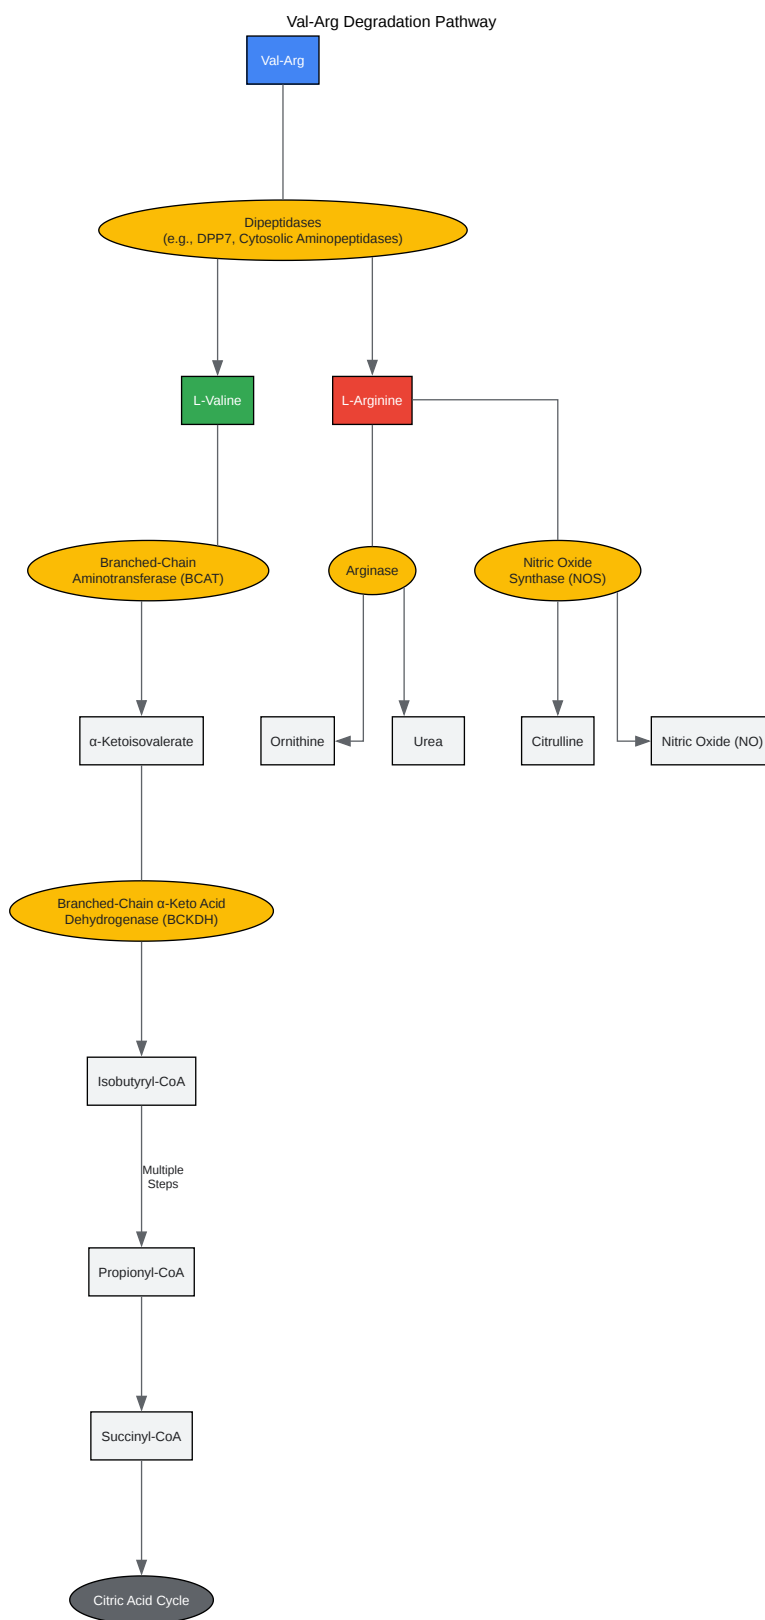 Val-Arg Degradation Pathway
Val-Arg
Dipeptidases
(e.g., DPP7, Cytosolic Aminopeptidases)
L-Valine
L-Arginine
Branched-Chain
Aminotransferase (BCAT)
Arginase
Nitric Oxide
Synthase (NOS)
α-Ketoisovalerate
Ornithine
Urea
Citrulline
Nitric Oxide (NO)
Branched-Chain α-Keto Acid
Dehydrogenase (BCKDH)
Isobutyryl-CoA
Multiple
Steps
Propionyl-CoA
Succinyl-CoA
Citric Acid Cycle